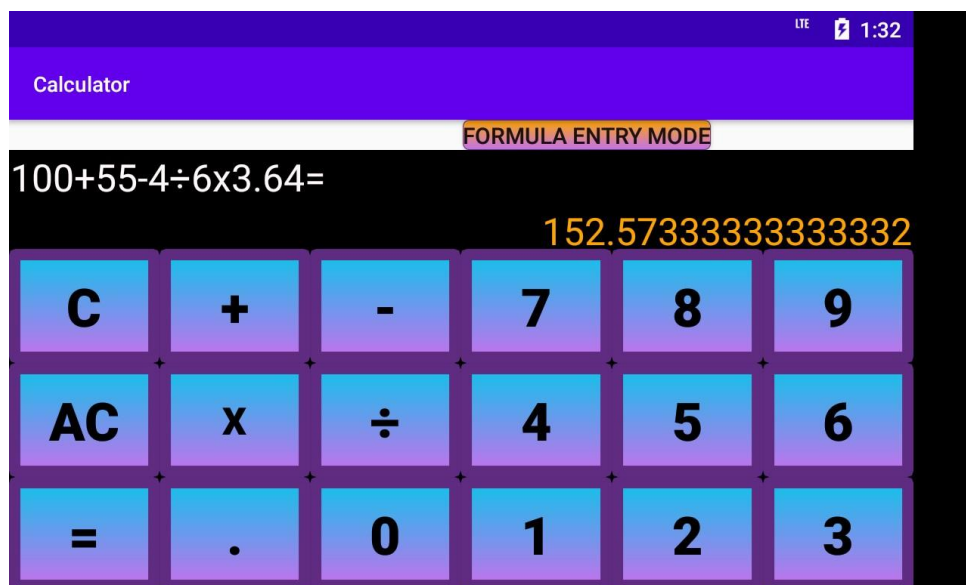 LTE 1:32
Calculator
FORMULA ENTRY MODE
100+55-4÷6x3.64=
152.57333333333332
C + - 7 8 9
AC x ÷ 4 5 6
= . 0 1 2 3